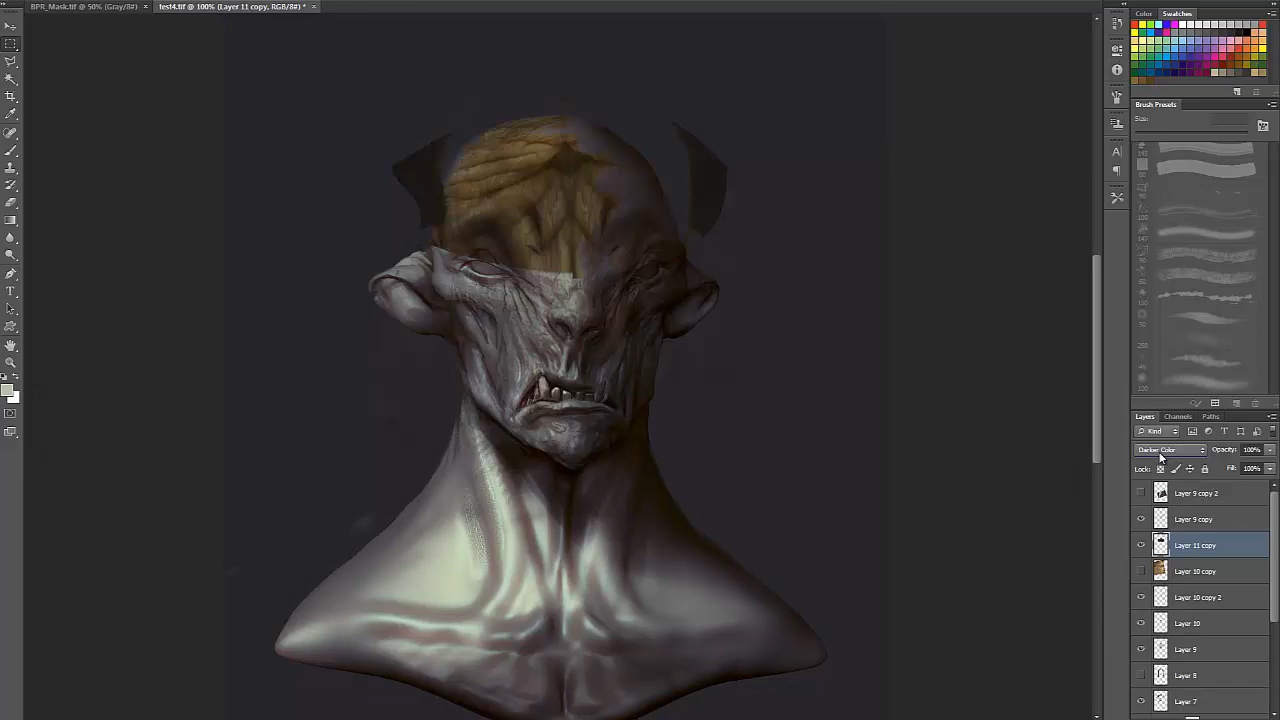 BPR_Mask.tif @ 50% (Gray/8#) ×
test4.tif @ 100% (Layer 11 copy, RGB/8#) * ×
Color Swatches
Brush Presets
Size:
Layers Channels Paths
Kind
Darker Color Opacity: 100%
Lock: Fill: 100%
Layer 9 copy 2
Layer 9 copy
Layer 11 copy
Layer 10 copy
Layer 10 copy 2
Layer 10
Layer 9
Layer 8
Layer 7